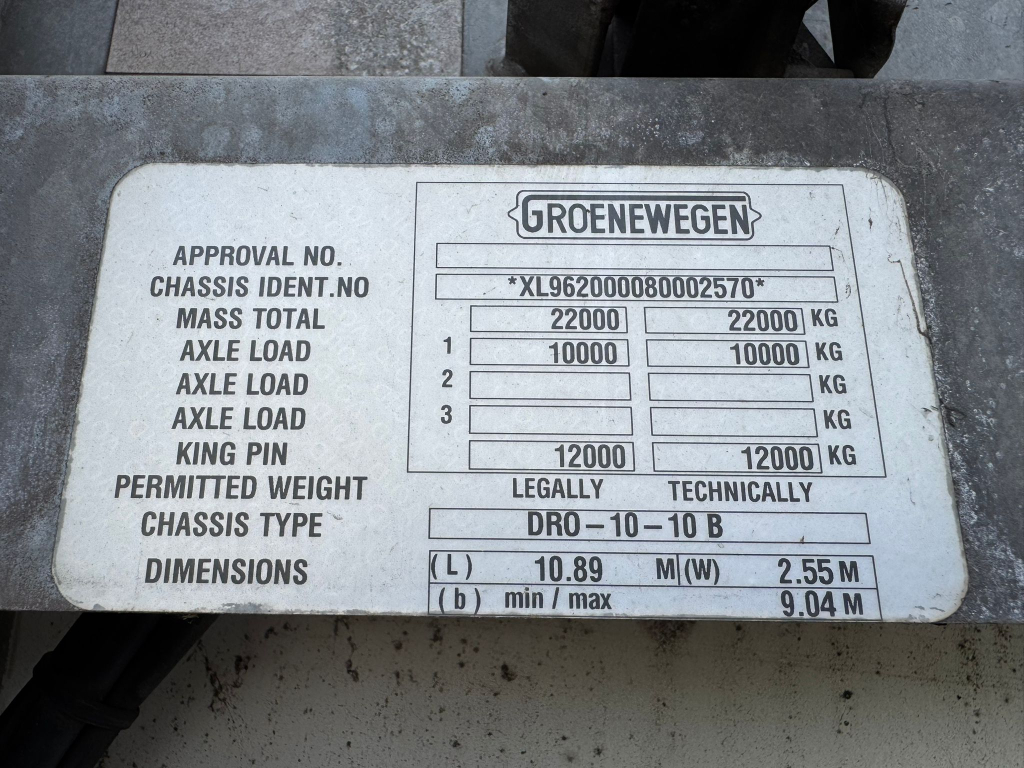 GROENEWEGEN
APPROVAL NO.
CHASSIS IDENT.NO *XL962000080002570*
MASS TOTAL 22000 22000 KG
AXLE LOAD 1 10000 10000 KG
AXLE LOAD 2 KG
AXLE LOAD 3 KG
KING PIN 12000 12000 KG
PERMITTED WEIGHT LEGALLY TECHNICALLY
CHASSIS TYPE DRO – 10 – 10 B
DIMENSIONS (L) 10.89 M (W) 2.55 M
(b) min / max 9.04 M